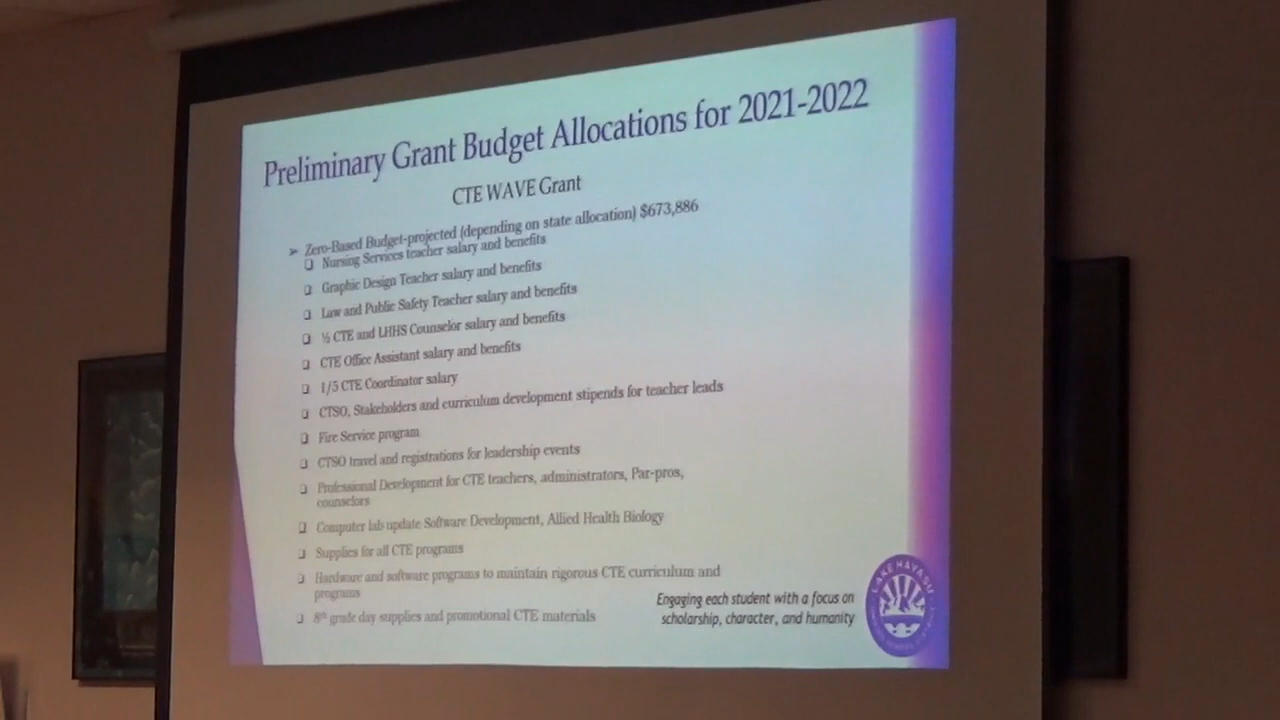 Preliminary Grant Budget Allocations for 2021-2022
CTE WAVE Grant
➢ Zero-Based Budget-projected (depending on state allocation) $673,886
❑ Nursing Services teacher salary and benefits
❑ Graphic Design Teacher salary and benefits
❑ Law and Public Safety Teacher salary and benefits
❑ ½ CTE and LHHS Counselor salary and benefits
❑ CTE Office Assistant salary and benefits
❑ 1/5 CTE Coordinator salary
❑ CTSO, Stakeholders and curriculum development stipends for teacher leads
❑ Fire Service program
❑ CTSO travel and registrations for leadership events
❑ Professional Development for CTE teachers, administrators, Par-pros,
counselors
❑ Computer lab update Software Development, Allied Health Biology
❑ Supplies for all CTE programs
❑ Hardware and software programs to maintain rigorous CTE curriculum and
programs
❑ 8th grade day supplies and promotional CTE materials
Engaging each student with a focus on
scholarship, character, and humanity
LAKE HAVASU